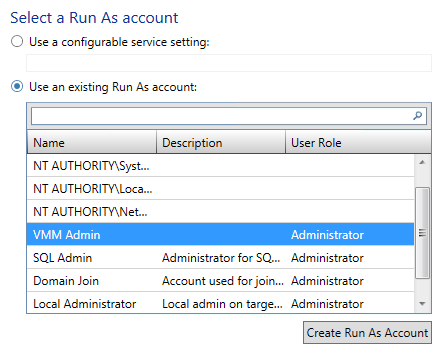 Select a Run As account
Use a configurable service setting:
Use an existing Run As account:
Name Description User Role
NT AUTHORITY\Syst...
NT AUTHORITY\Loca...
NT AUTHORITY\Net...
VMM Admin Administrator
SQL Admin Administrator for SQ... Administrator
Domain Join Account used for join... Administrator
Local Administrator Local admin on targe... Administrator
Create Run As Account